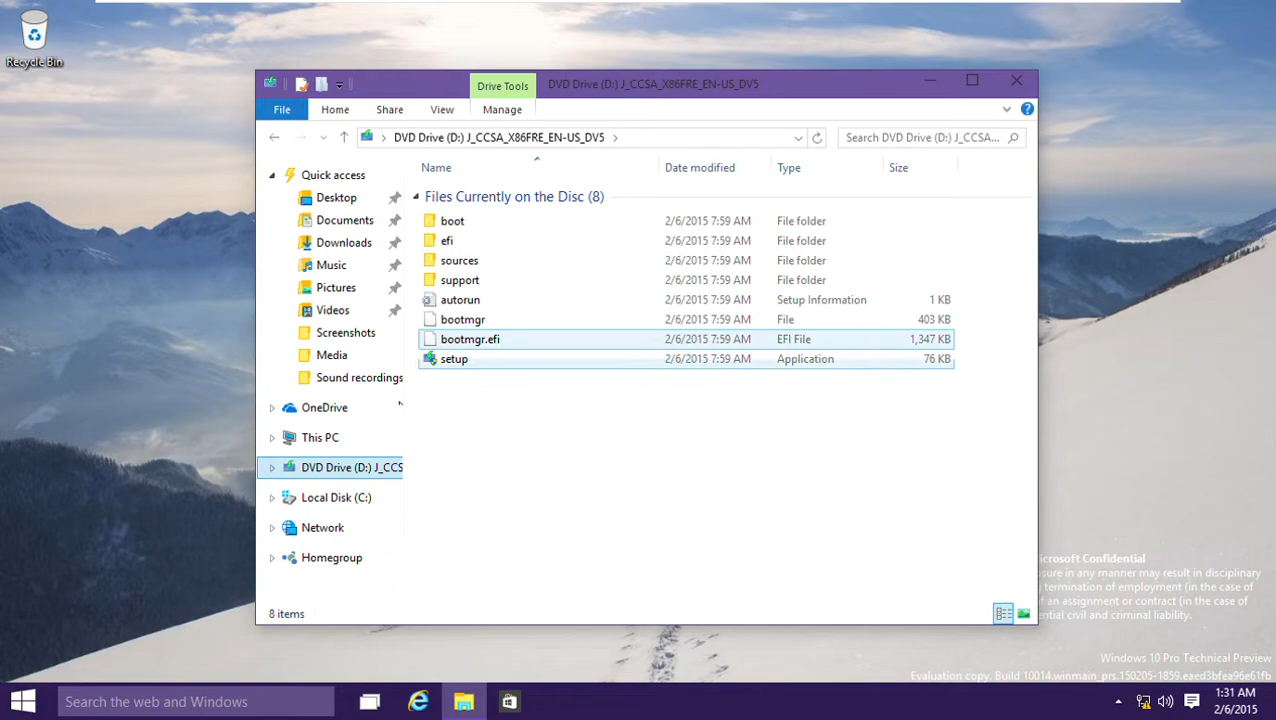 Recycle Bin
Drive Tools
DVD Drive (D:) J_CCSA_X86FRE_EN-US_DV5
File
Home
Share
View
Manage
DVD Drive (D:) J_CCSA_X86FRE_EN-US_DV5
Search DVD Drive (D:) J_CCSA...
Name
Date modified
Type
Size
Quick access
Desktop
Documents
Downloads
Music
Pictures
Videos
Screenshots
Media
Sound recordings
OneDrive
This PC
DVD Drive (D:) J_CCS
Local Disk (C:)
Network
Homegroup
Files Currently on the Disc (8)
boot 2/6/2015 7:59 AM File folder
efi 2/6/2015 7:59 AM File folder
sources 2/6/2015 7:59 AM File folder
support 2/6/2015 7:59 AM File folder
autorun 2/6/2015 7:59 AM Setup Information 1 KB
bootmgr 2/6/2015 7:59 AM File 403 KB
bootmgr.efi 2/6/2015 7:59 AM EFI File 1,347 KB
setup 2/6/2015 7:59 AM Application 76 KB
8 items
icrosoft Confidential
osure in any manner may result in disciplinary
termination of employment (in the case of
f an assignment or contract (in the case of
ential civil and criminal liability.
Windows 10 Pro Technical Preview
Evaluation copy. Build 10014.winmain_prs.150205-1859.eaed3bfea96e61fb
Search the web and Windows
1:31 AM
2/6/2015